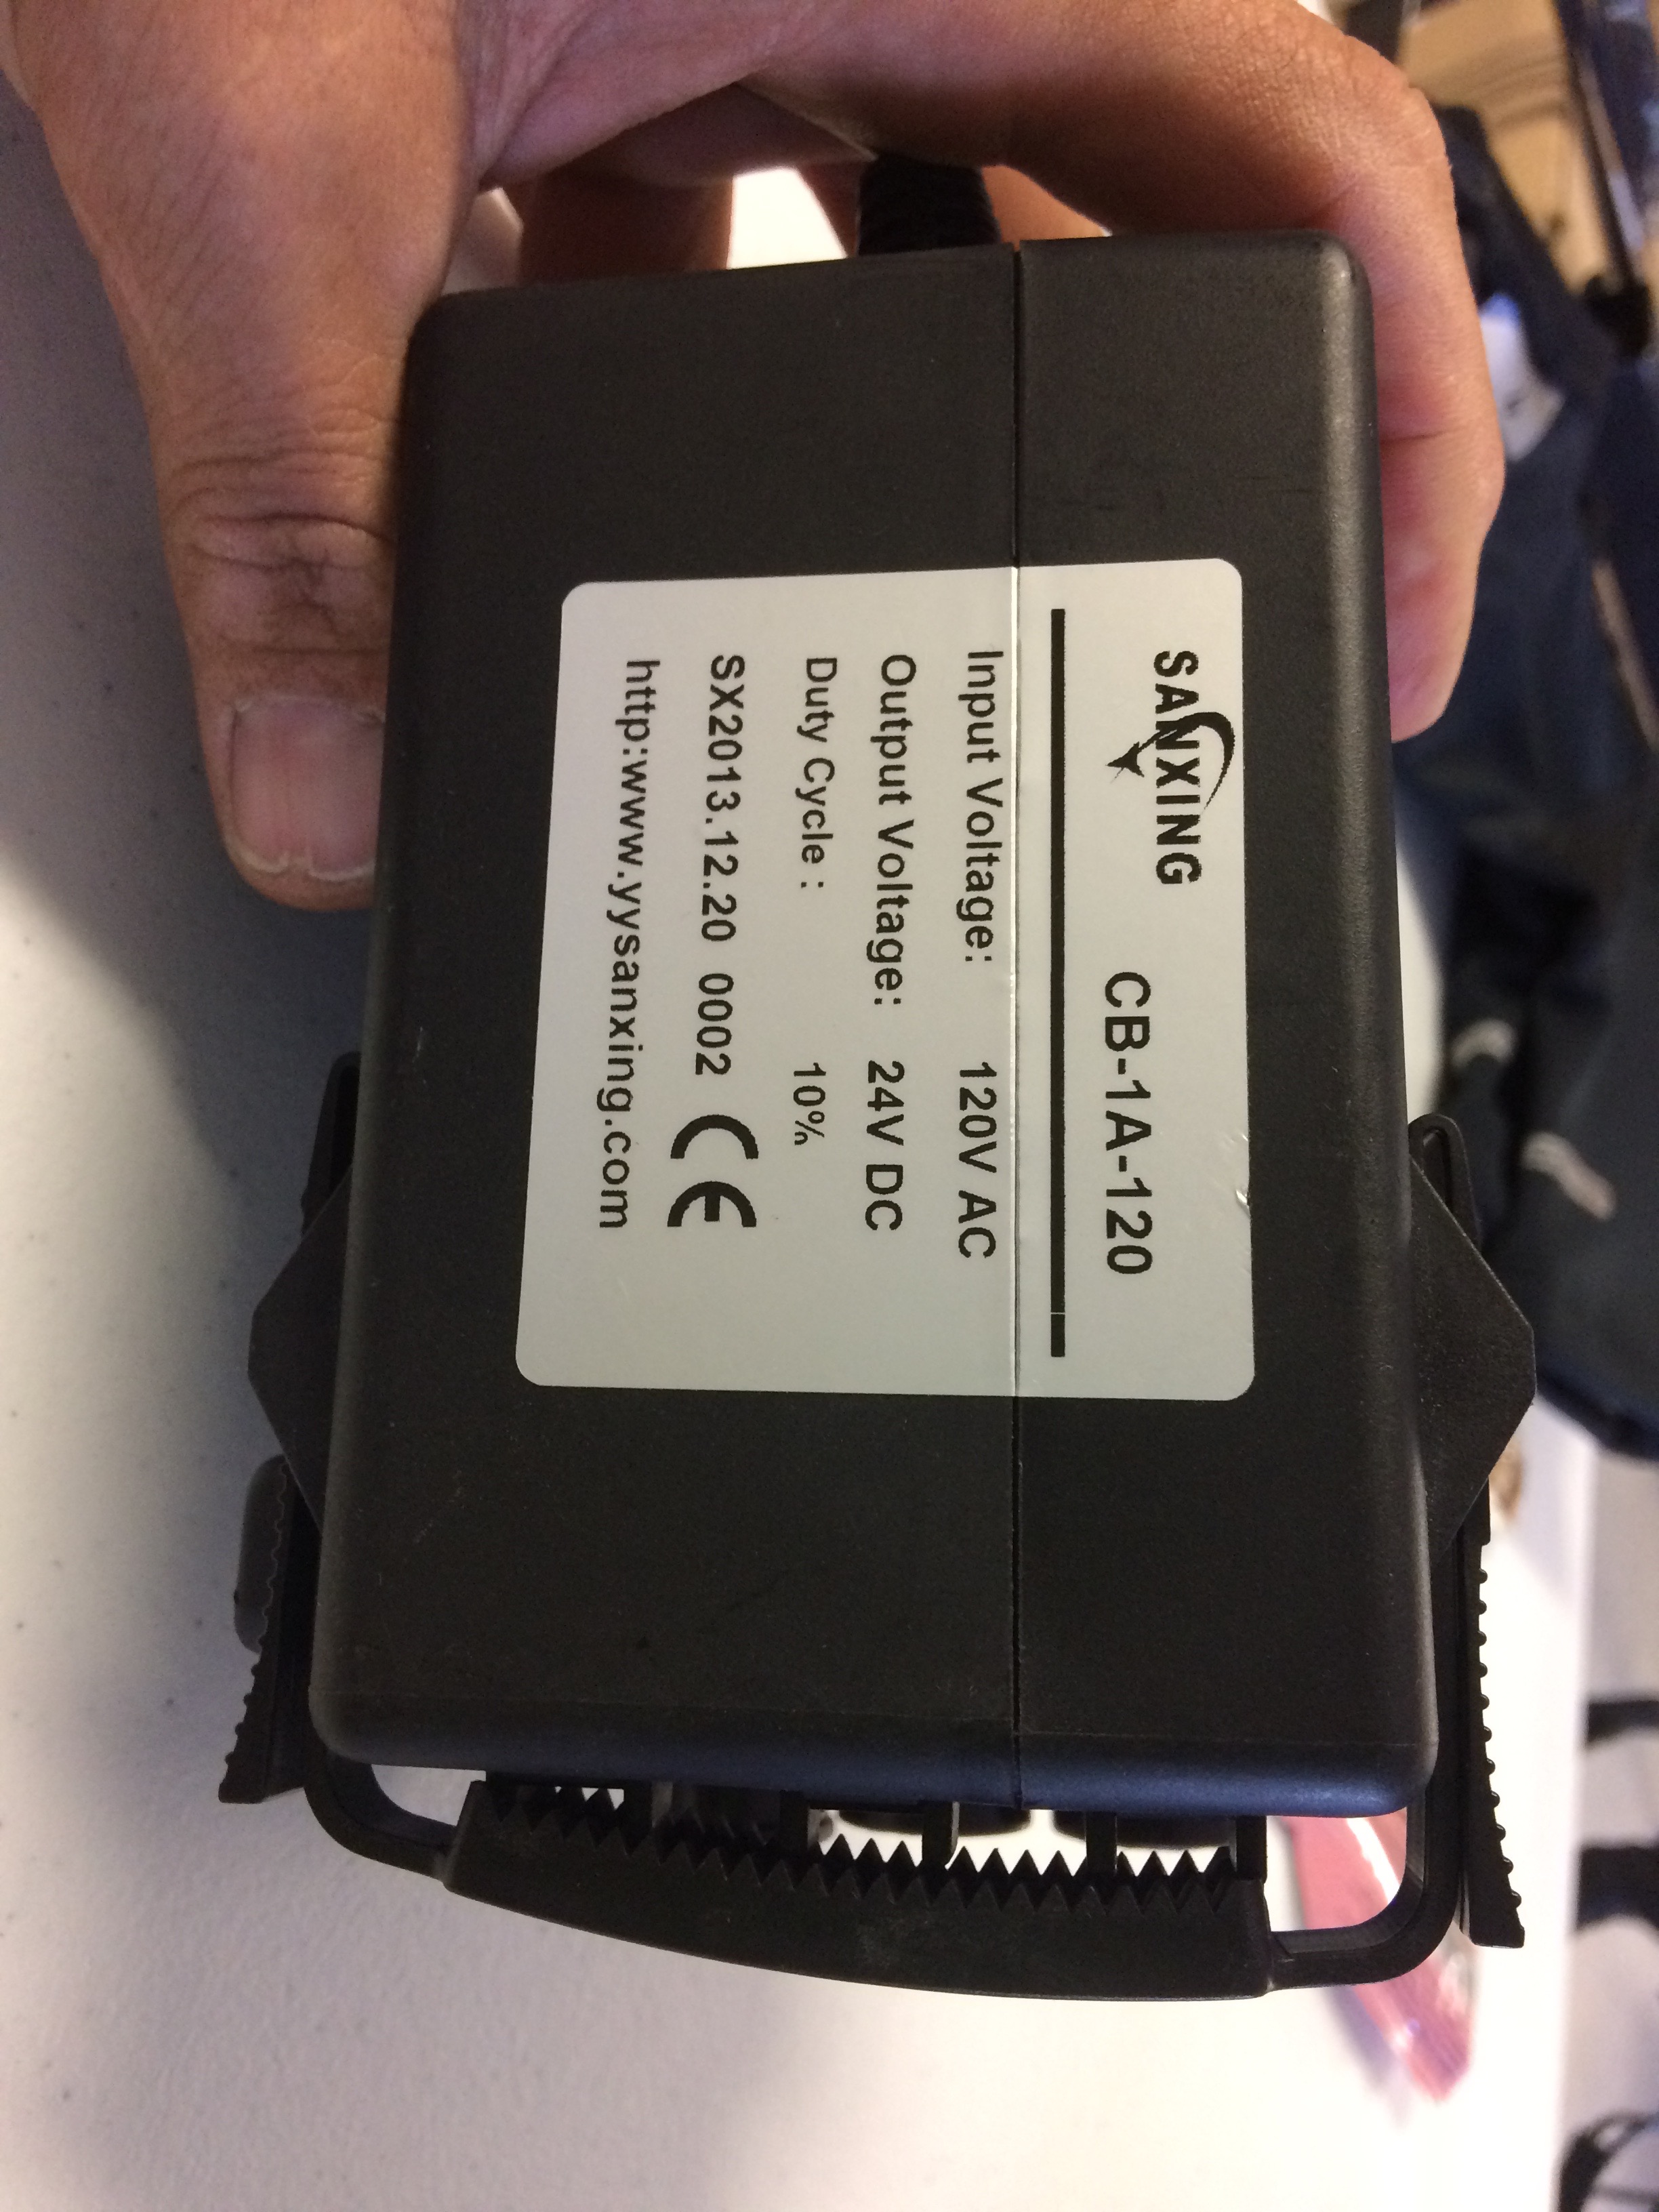 SANXING CB-1A-120
Input Voltage: 120V AC
Output Voltage: 24V DC
Duty Cycle : 10%
SX2013.12.20 0002 CE
http:www.yysanxing.com